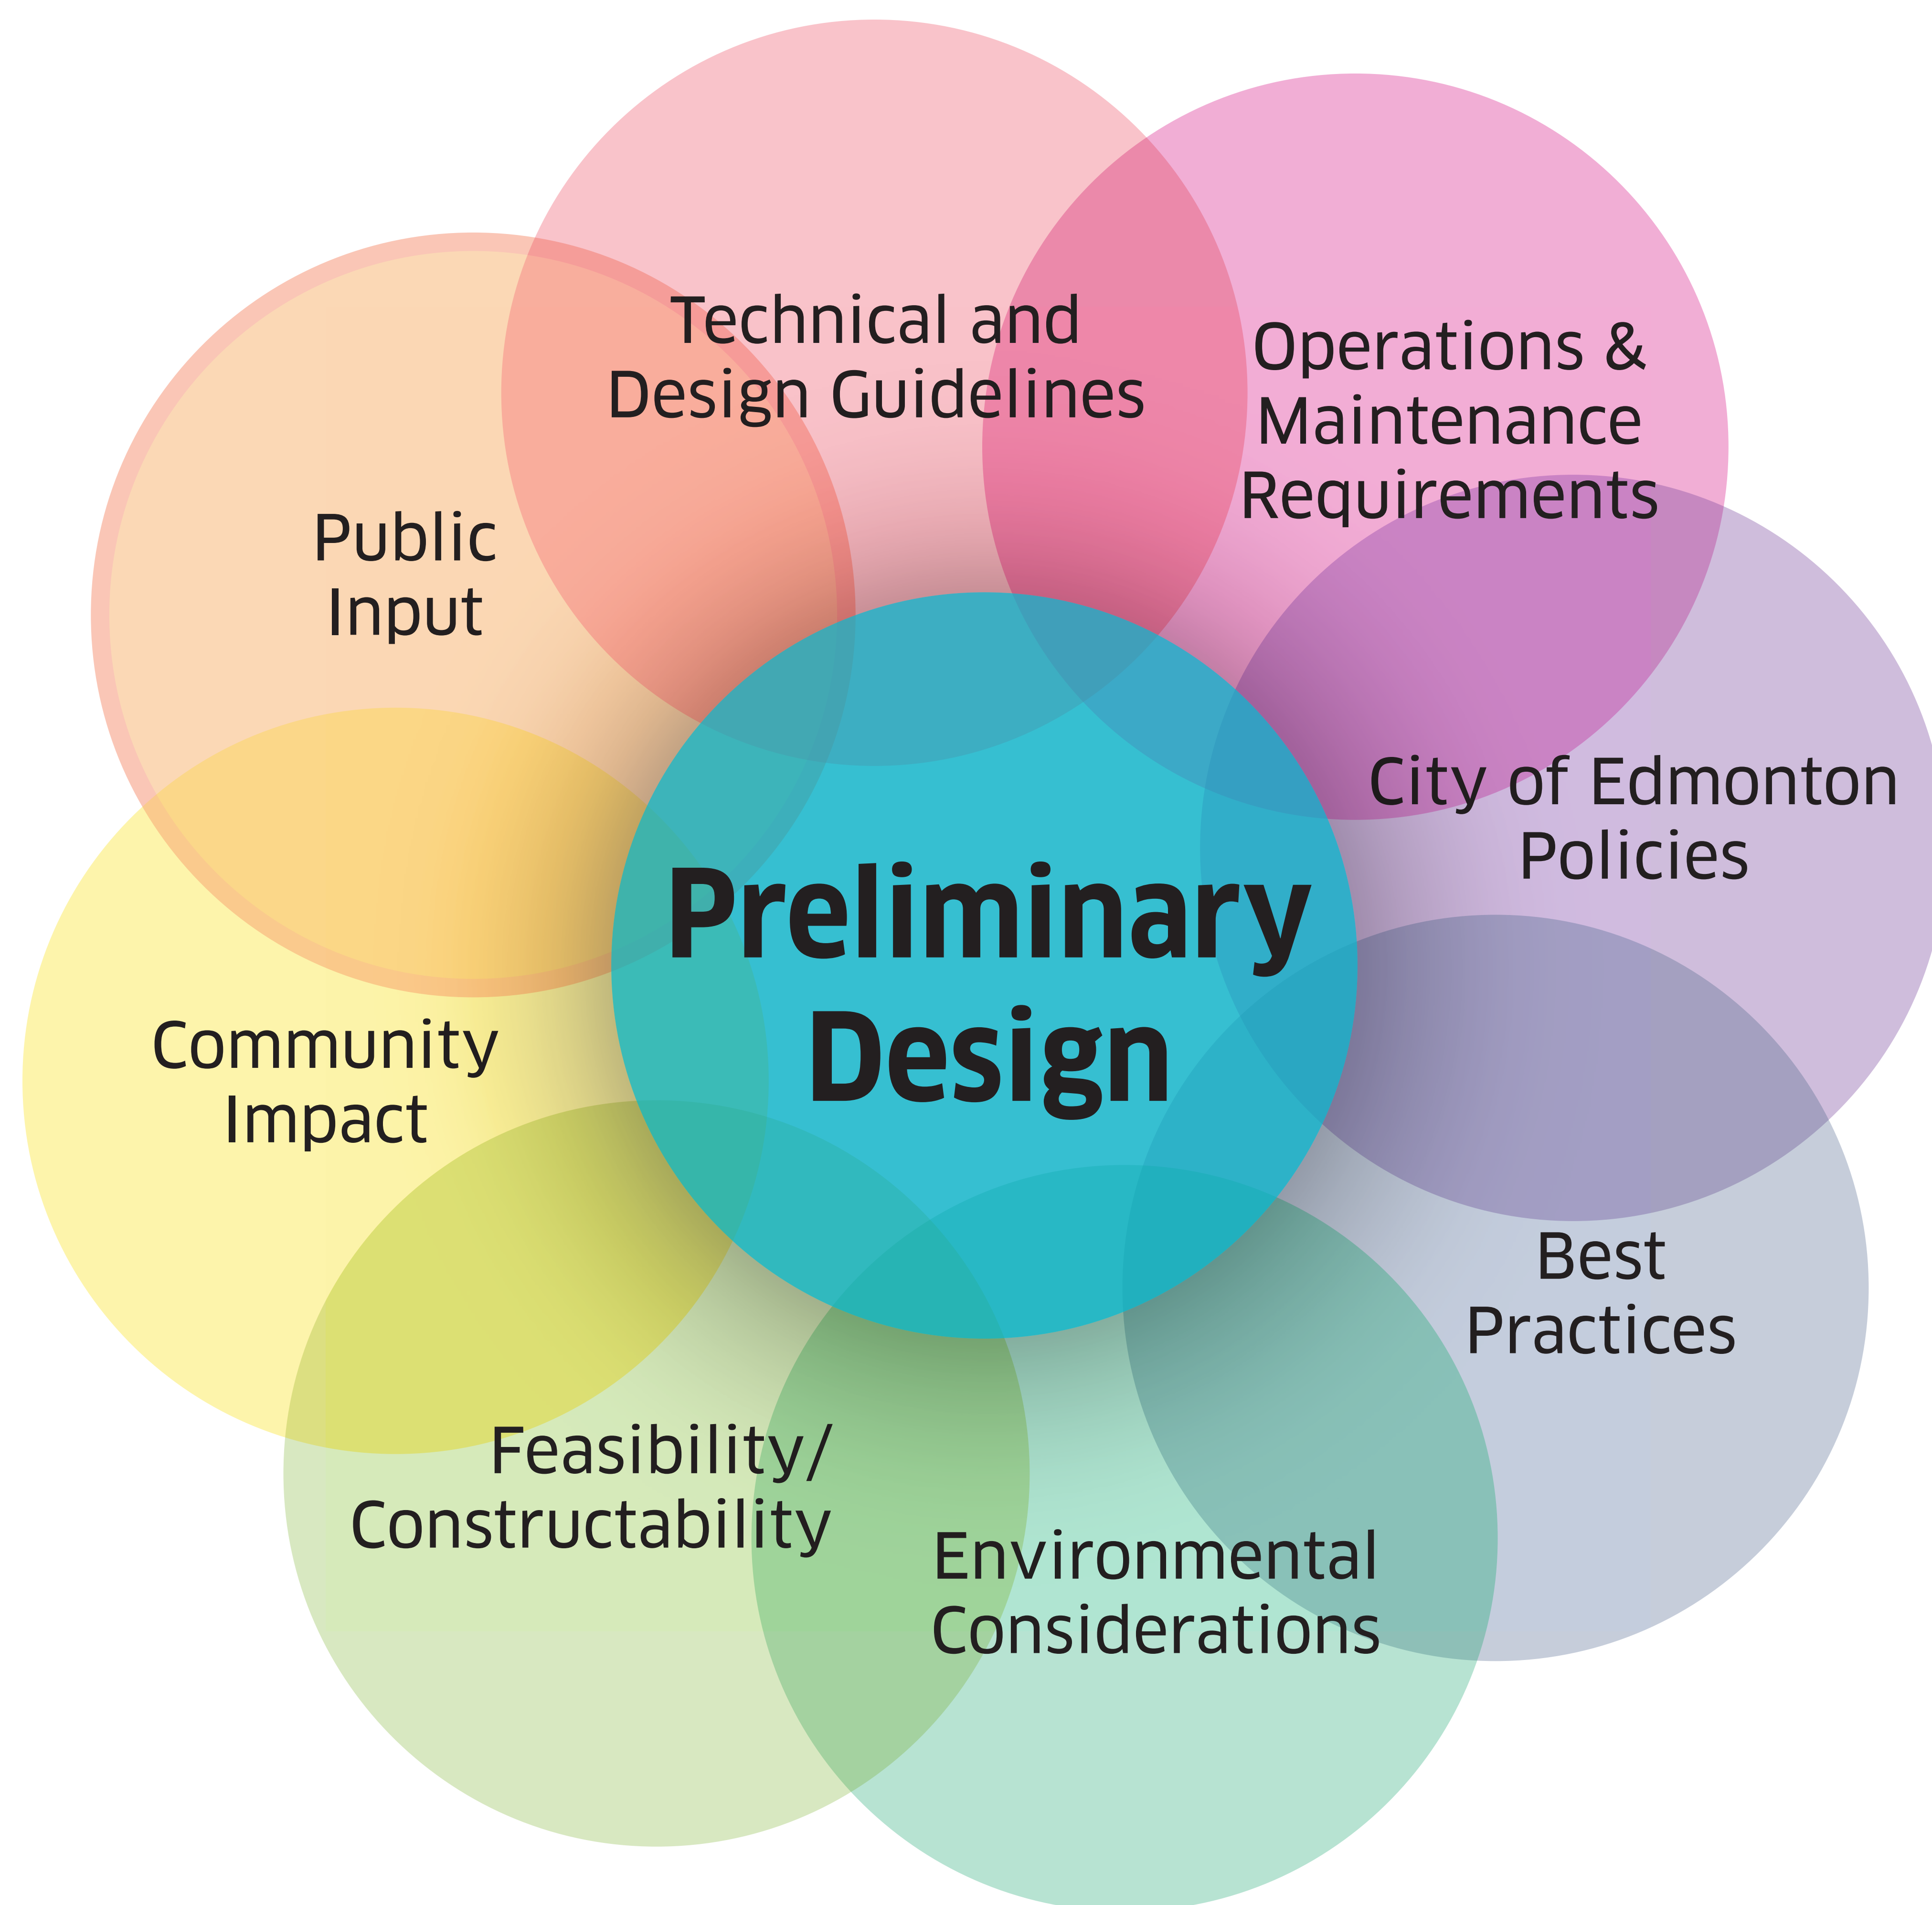 Technical and
Design Guidelines
Operations &
Maintenance
Requirements
Public
Input
City of Edmonton
Policies
Preliminary
Design
Community
Impact
Best
Practices
Feasibility/
Constructability
Environmental
Considerations